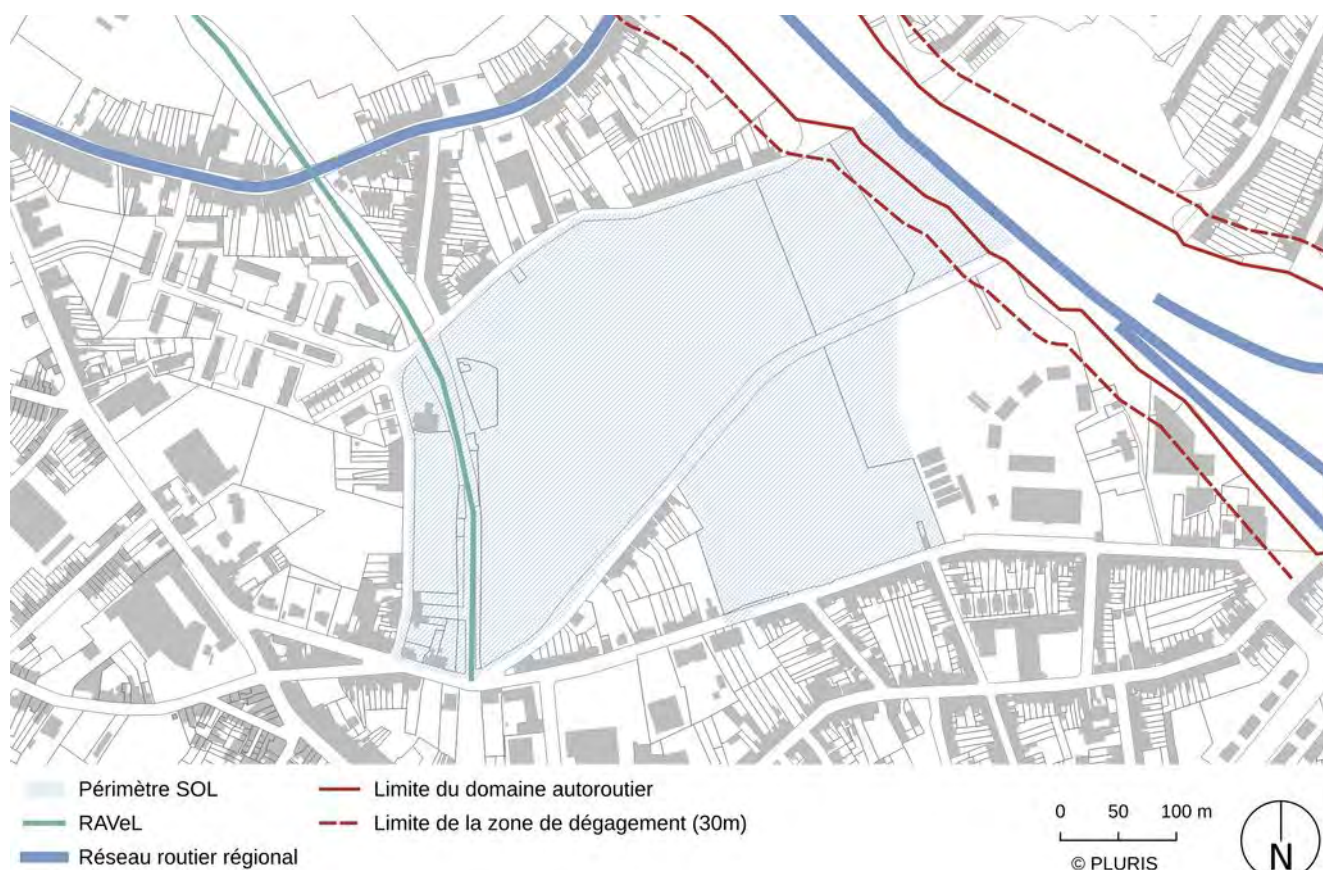 Périmètre SOL
RAVeL
Réseau routier régional
Limite du domaine autoroutier
Limite de la zone de dégagement (30m)
0 50 100 m
© PLURIS
N